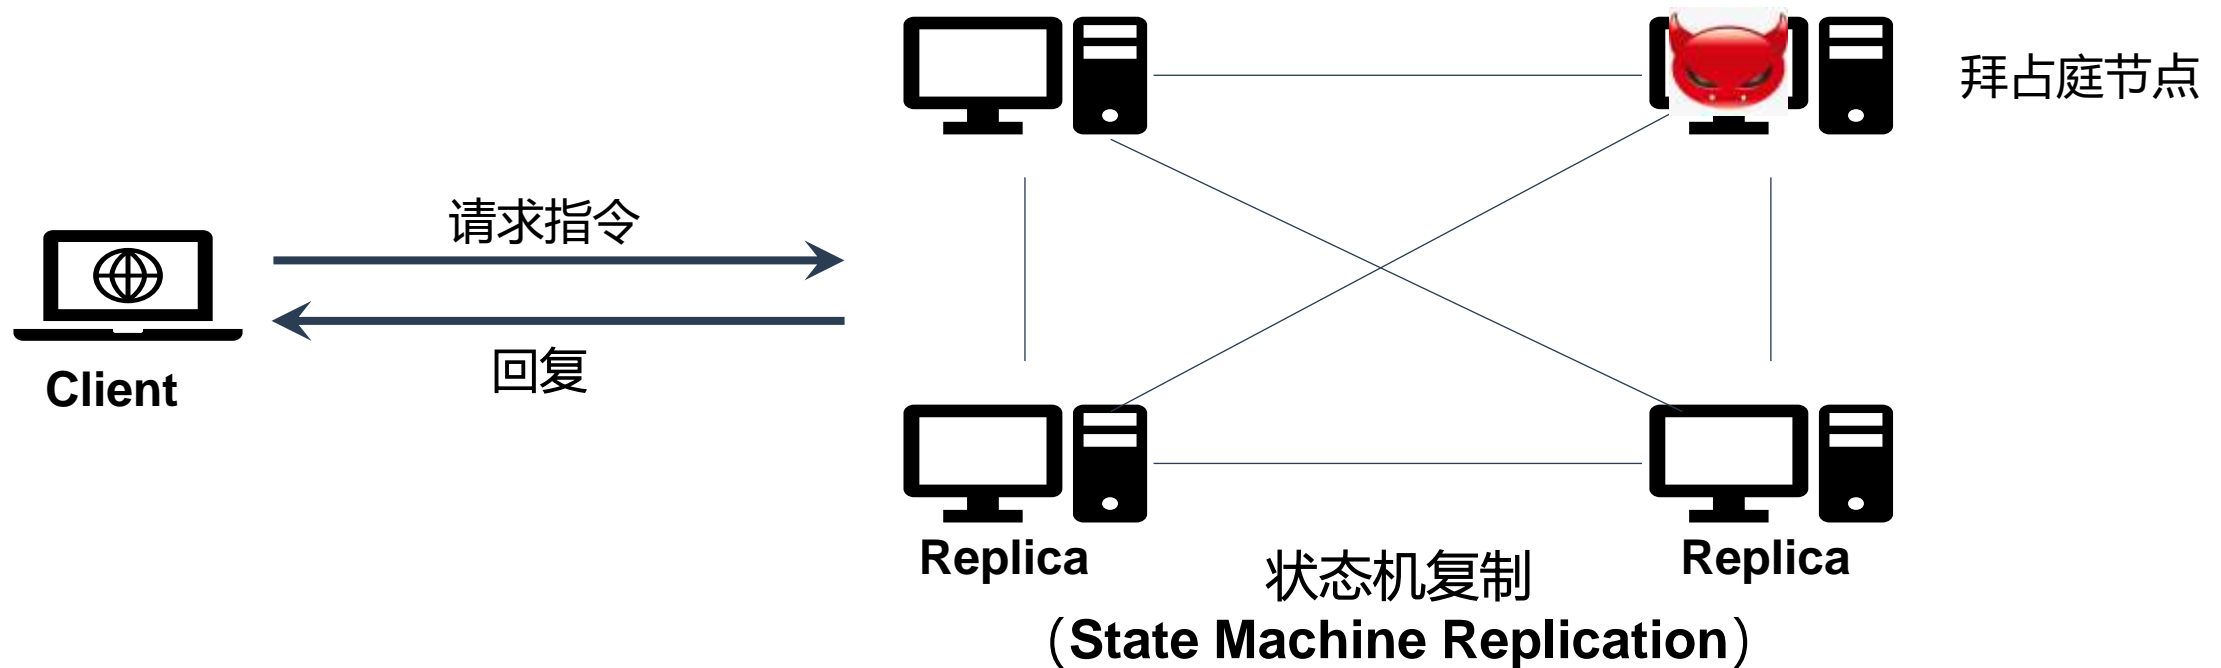 拜占庭节点
请求指令
回复
Client
Replica
Replica
状态机复制
（State Machine Replication）